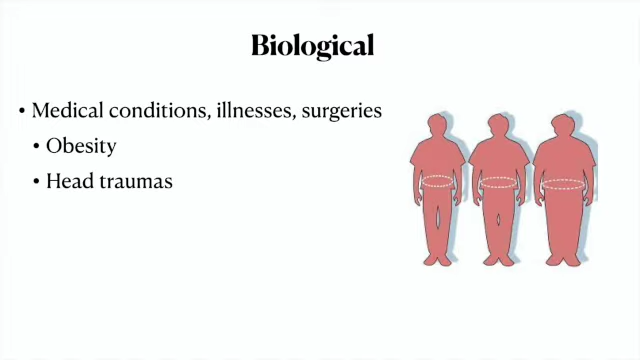 Biological
• Medical conditions, illnesses, surgeries
• Obesity
• Head traumas